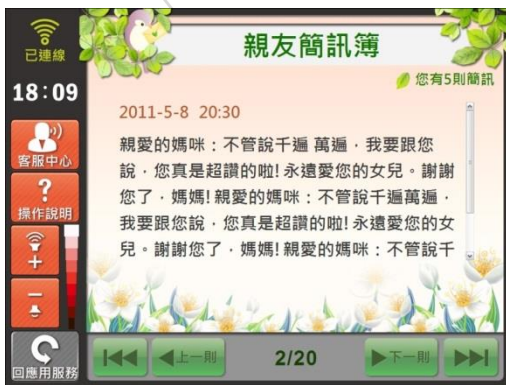 已連線
18:09
客服中心
?
操作說明
+
−
回應用服務
親友簡訊簿
您有5則簡訊
2011-5-8 20:30
親愛的媽咪：不管說千遍 萬遍，我要跟您
說，您真是超讚的啦! 永遠愛您的女兒。謝謝
您了，媽媽! 親愛的媽咪：不管說千遍萬遍，
我要跟您說，您真是超讚的啦! 永遠愛您的女
兒。謝謝您了，媽媽! 親愛的媽咪：不管說千
上一則
2/20
下一則